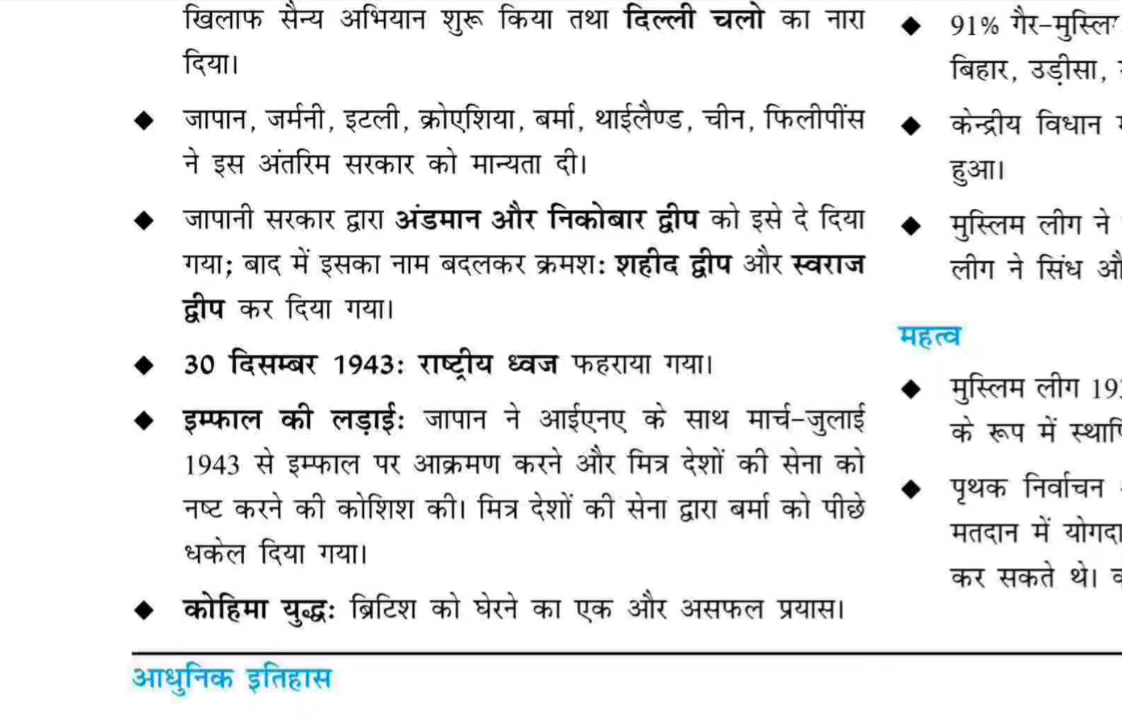 खिलाफ सैन्य अभियान शुरू किया तथा दिल्ली चलो का नारा
दिया।
◆ जापान, जर्मनी, इटली, क्रोएशिया, बर्मा, थाईलैण्ड, चीन, फिलीपींस
ने इस अंतरिम सरकार को मान्यता दी।
◆ जापानी सरकार द्वारा अंडमान और निकोबार द्वीप को इसे दे दिया
गया; बाद में इसका नाम बदलकर क्रमश: शहीद द्वीप और स्वराज
द्वीप कर दिया गया।
◆ 30 दिसम्बर 1943: राष्ट्रीय ध्वज फहराया गया।
◆ इम्फाल की लड़ाई: जापान ने आईएनए के साथ मार्च-जुलाई
1943 से इम्फाल पर आक्रमण करने और मित्र देशों की सेना को
नष्ट करने की कोशिश की। मित्र देशों की सेना द्वारा बर्मा को पीछे
धकेल दिया गया।
◆ कोहिमा युद्ध: ब्रिटिश को घेरने का एक और असफल प्रयास।
◆ 91%
बिहार, उड़ीसा,
◆ केन्द्रीय विधान
हुआ।
◆ मुस्लिम लीग ने
लीग ने सिंध
महत्व
◆ मुस्लिम लीग
के रूप में
◆ पृथक निर्वाचन
मतदान में
कर सकते थे।
आधुनिक इतिहास